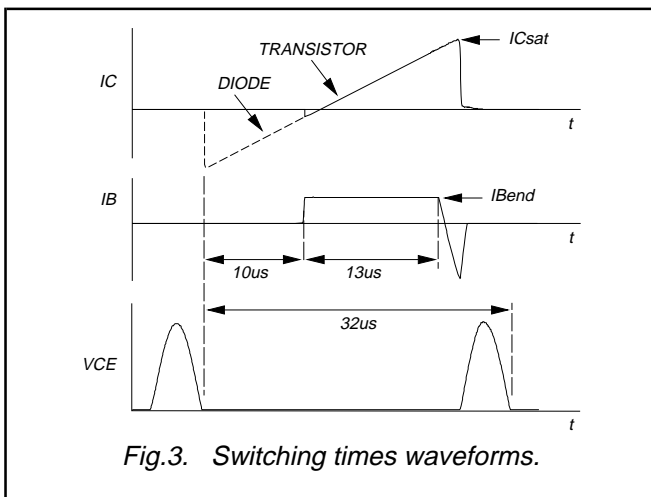 ICsat
TRANSISTOR
IC
DIODE
t
IB
IBend
t
10us
13us
32us
VCE
t
Fig.3. Switching times waveforms.